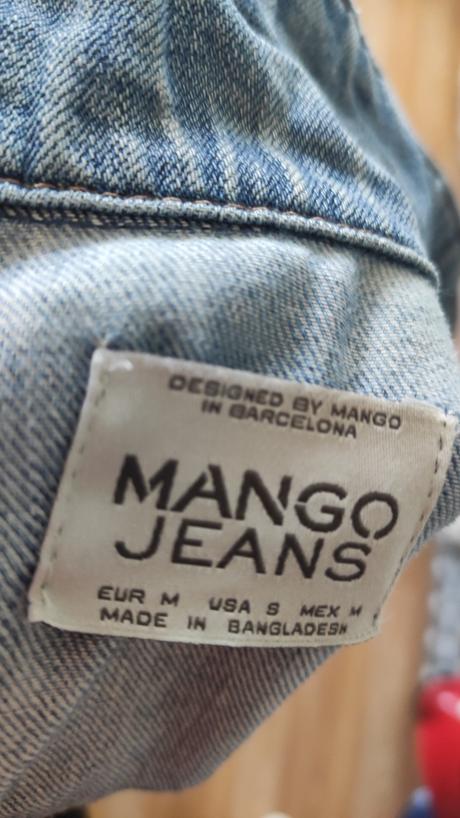 DESIGNED BY MANGO
IN BARCELONA
MANGO
JEANS
EUR M USA S MEX M
MADE IN BANGLADESH